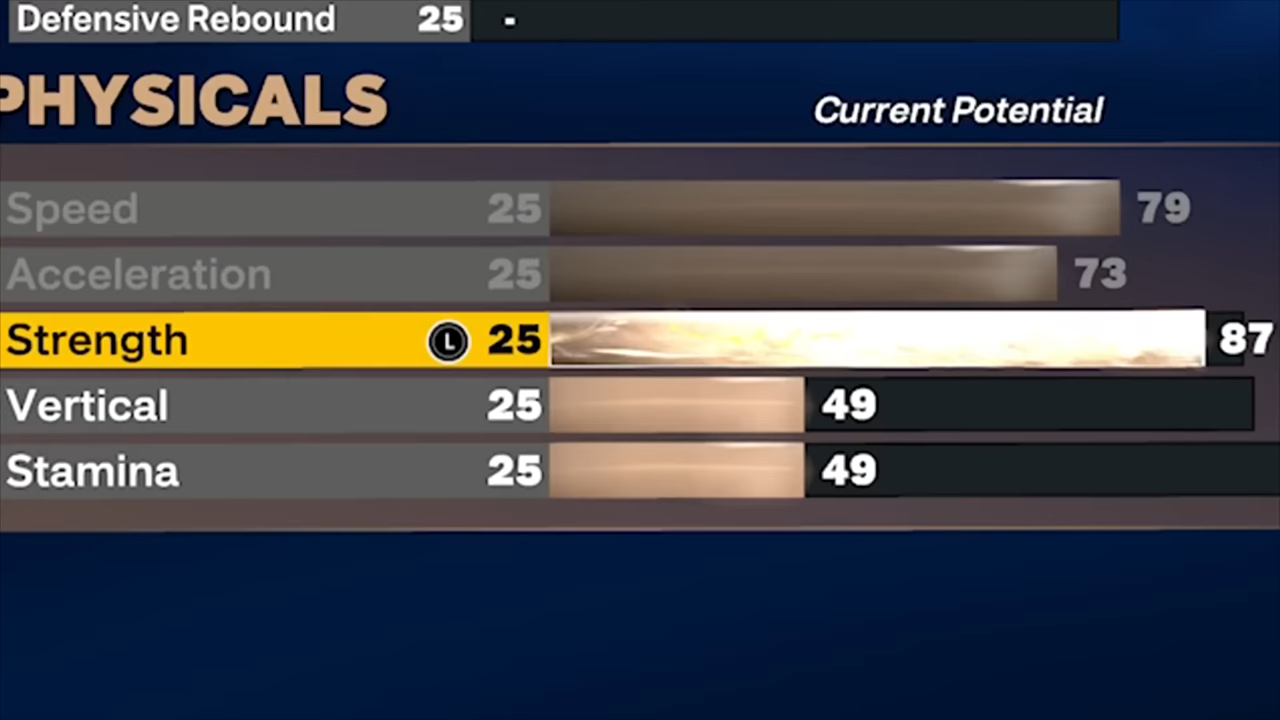 Defensive Rebound 25 -
PHYSICALS
Current Potential
Speed 25 79
Acceleration 25 73
Strength L 25 87
Vertical 25 49
Stamina 25 49